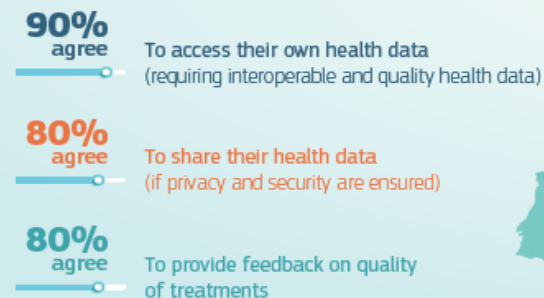 90%
agree
To access their own health data
(requiring interoperable and quality health data)
80%
agree
To share their health data
(if privacy and security are ensured)
80%
agree
To provide feedback on quality
of treatments